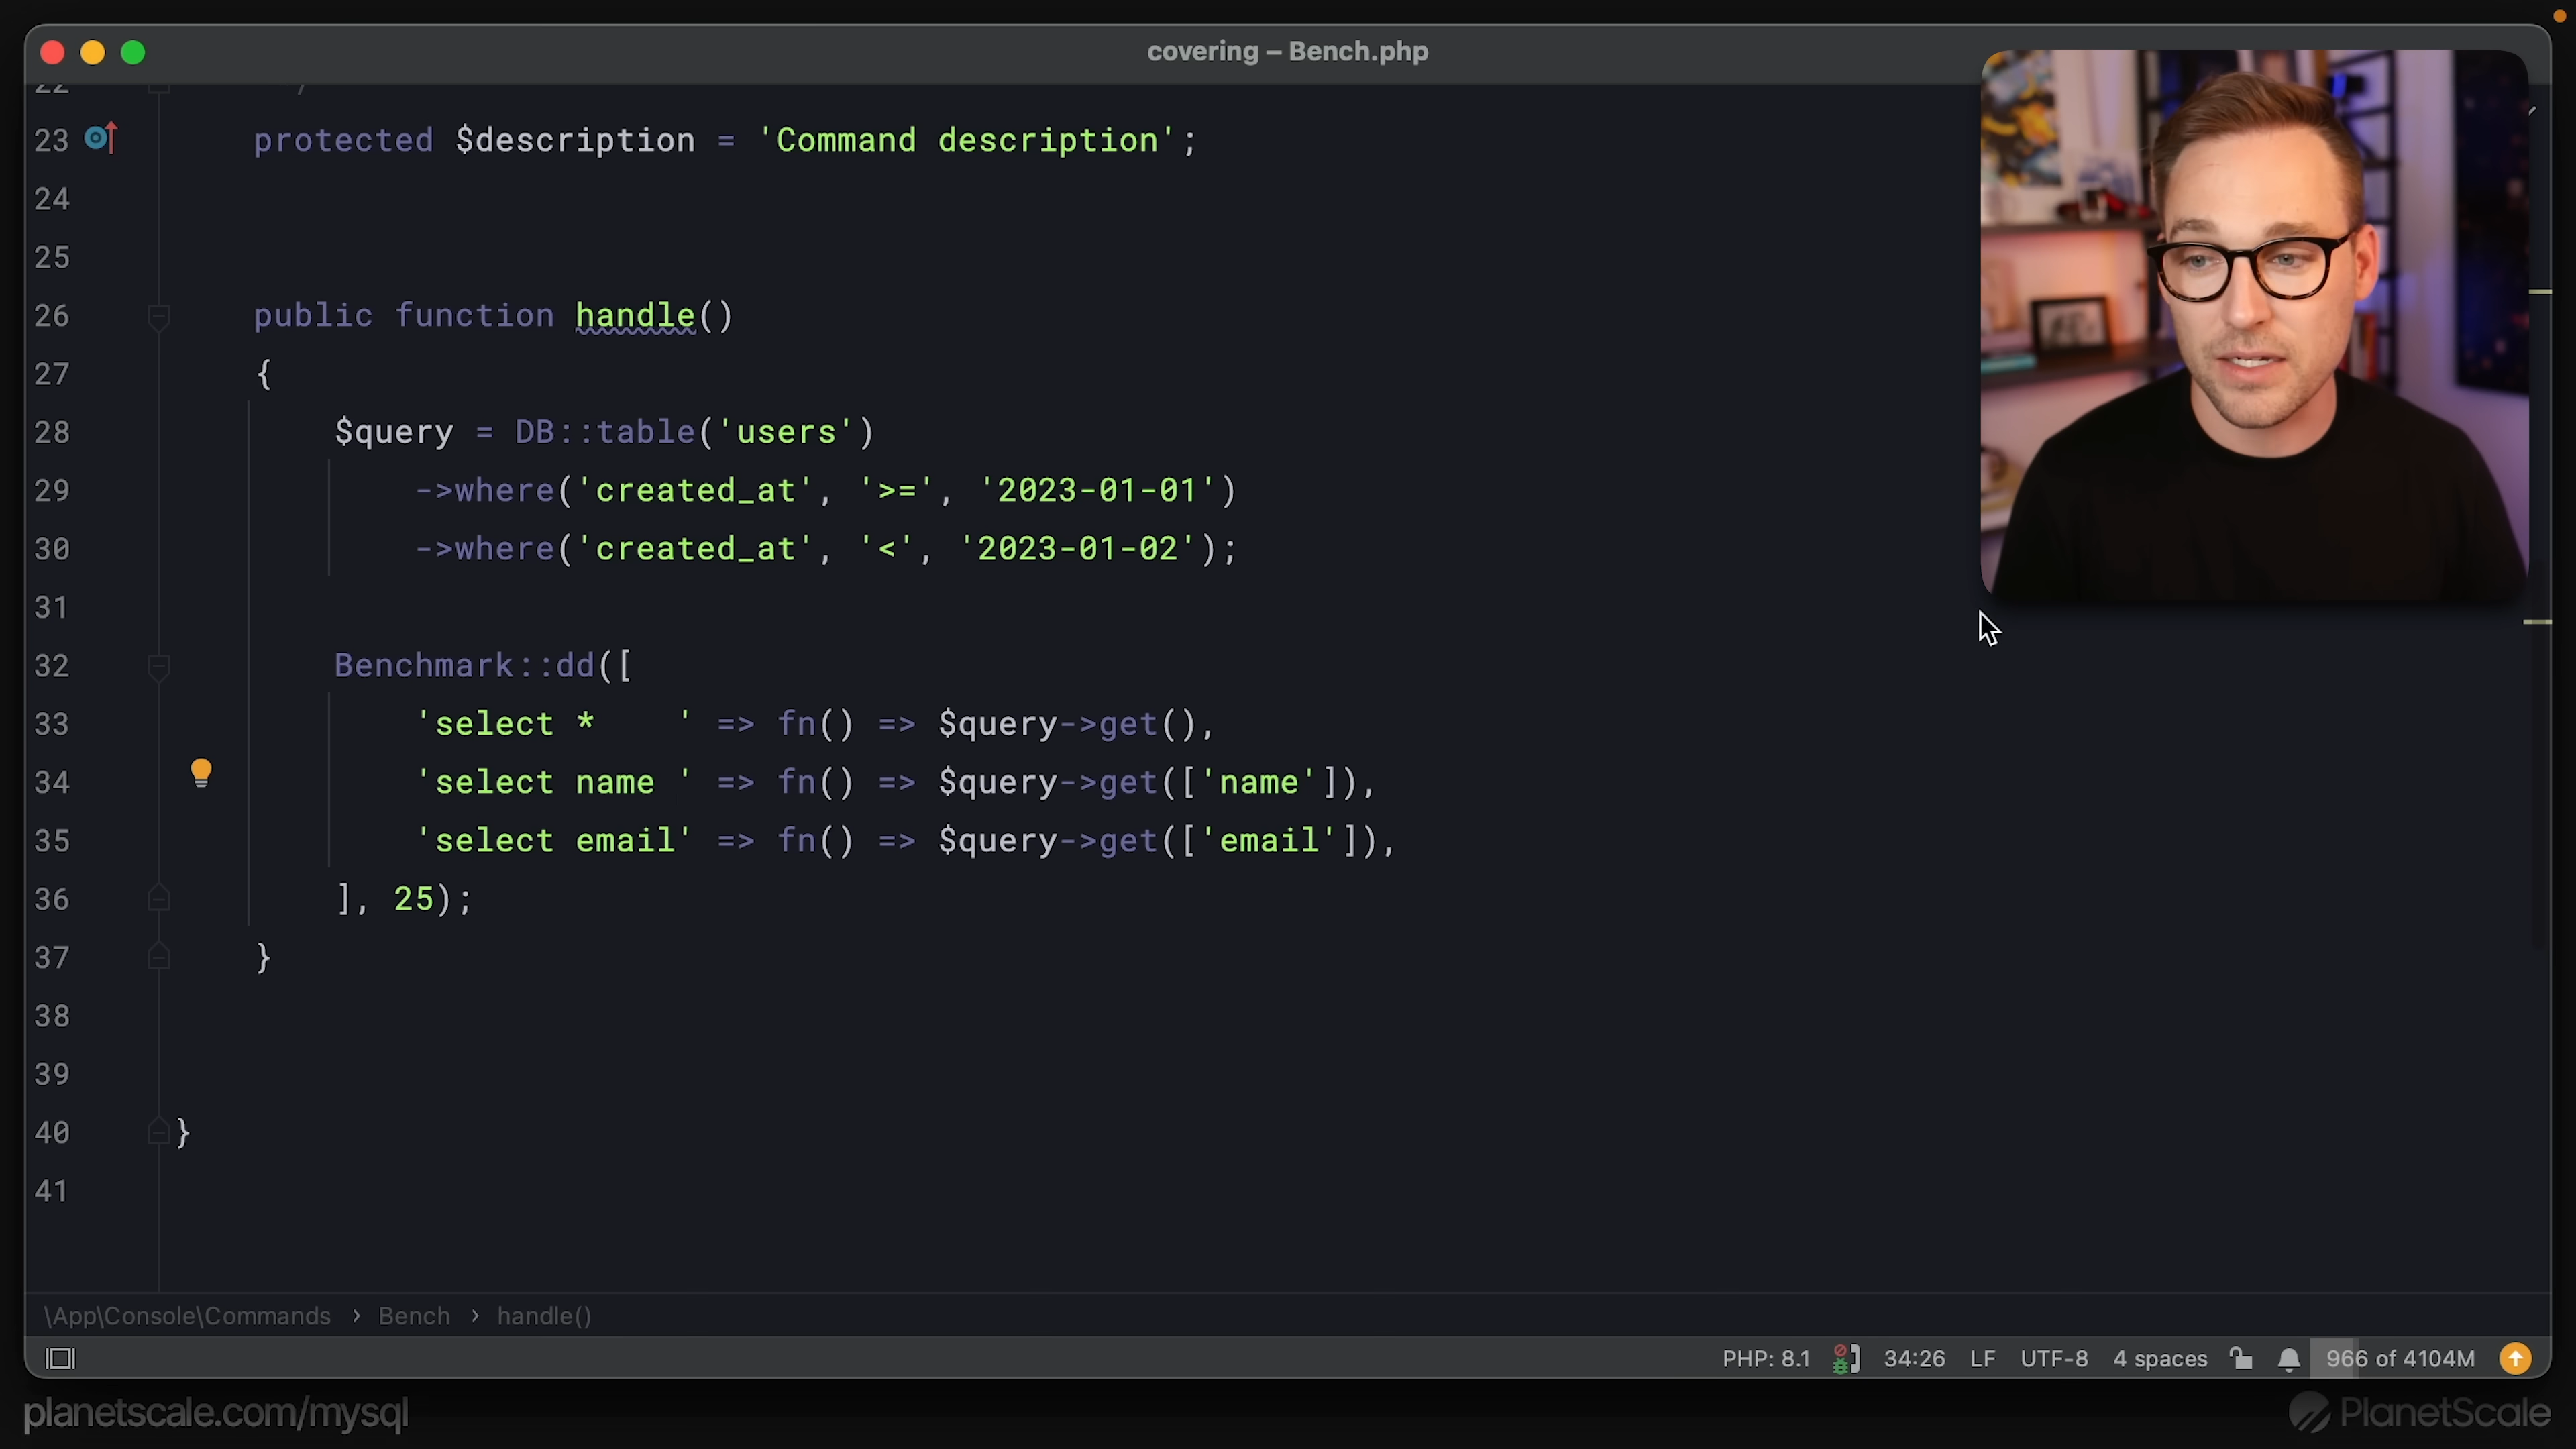 covering – Bench.php
22
23 protected $description = 'Command description';
24
25
26 public function handle()
27 {
28 $query = DB::table('users')
29 ->where('created_at', '>=', '2023-01-01')
30 ->where('created_at', '<', '2023-01-02');
31
32 Benchmark::dd([
33 'select *    ' => fn() => $query->get(),
34 'select name ' => fn() => $query->get(['name']),
35 'select email' => fn() => $query->get(['email']),
36 ], 25);
37 }
38
39
40 }
41
\App\Console\Commands › Bench › handle()
PHP: 8.1 34:26 LF UTF-8 4 spaces 966 of 4104M
planetscale.com/mysql
PlanetScale